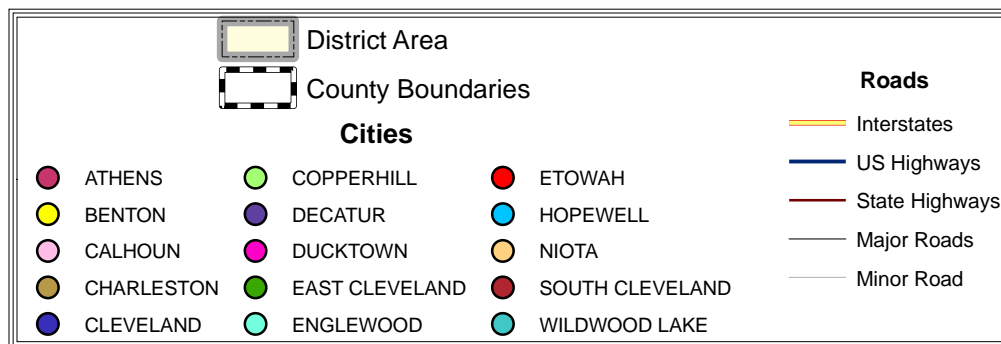 District Area
County Boundaries
Cities
ATHENS
BENTON
CALHOUN
CHARLESTON
CLEVELAND
COPPERHILL
DECATUR
DUCKTOWN
EAST CLEVELAND
ENGLEWOOD
ETOWAH
HOPEWELL
NIOTA
SOUTH CLEVELAND
WILDWOOD LAKE
Roads
Interstates
US Highways
State Highways
Major Roads
Minor Road